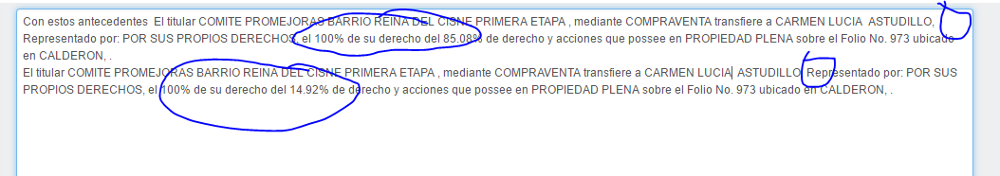 Con estos antecedentes El titular COMITE PROMEJORAS BARRIO REINA DEL CISNE PRIMERA ETAPA , mediante COMPRAVENTA transfiere a CARMEN LUCIA ASTUDILLO,
Representado por: POR SUS PROPIOS DERECHOS, el 100% de su derecho del 85.08% de derecho y acciones que possee en PROPIEDAD PLENA sobre el Folio No. 973 ubicado
en CALDERON, .
El titular COMITE PROMEJORAS BARRIO REINA DEL CISNE PRIMERA ETAPA , mediante COMPRAVENTA transfiere a CARMEN LUCIA ASTUDILLO, Representado por: POR SUS
PROPIOS DERECHOS, el 100% de su derecho del 14.92% de derecho y acciones que possee en PROPIEDAD PLENA sobre el Folio No. 973 ubicado en CALDERON, .